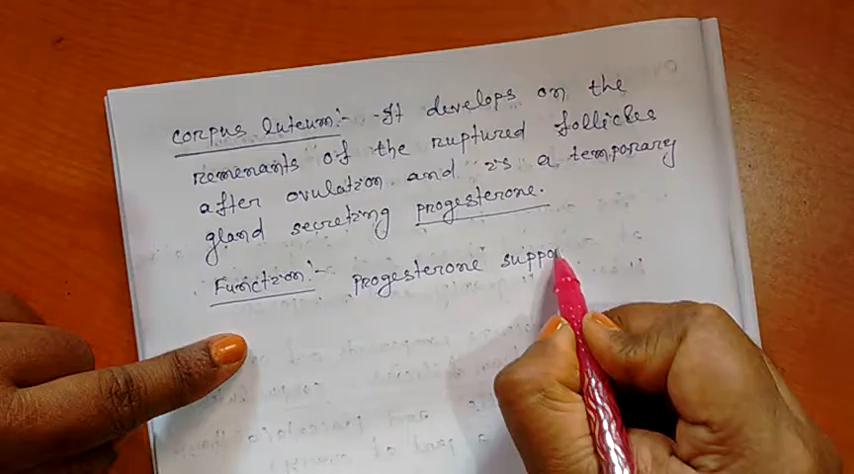 Corpus luteum:- It develops on the
remenants of the ruptured follicles
after ovulation and is a temporary
gland secreting progesterone.
Function:- Progesterone suppo